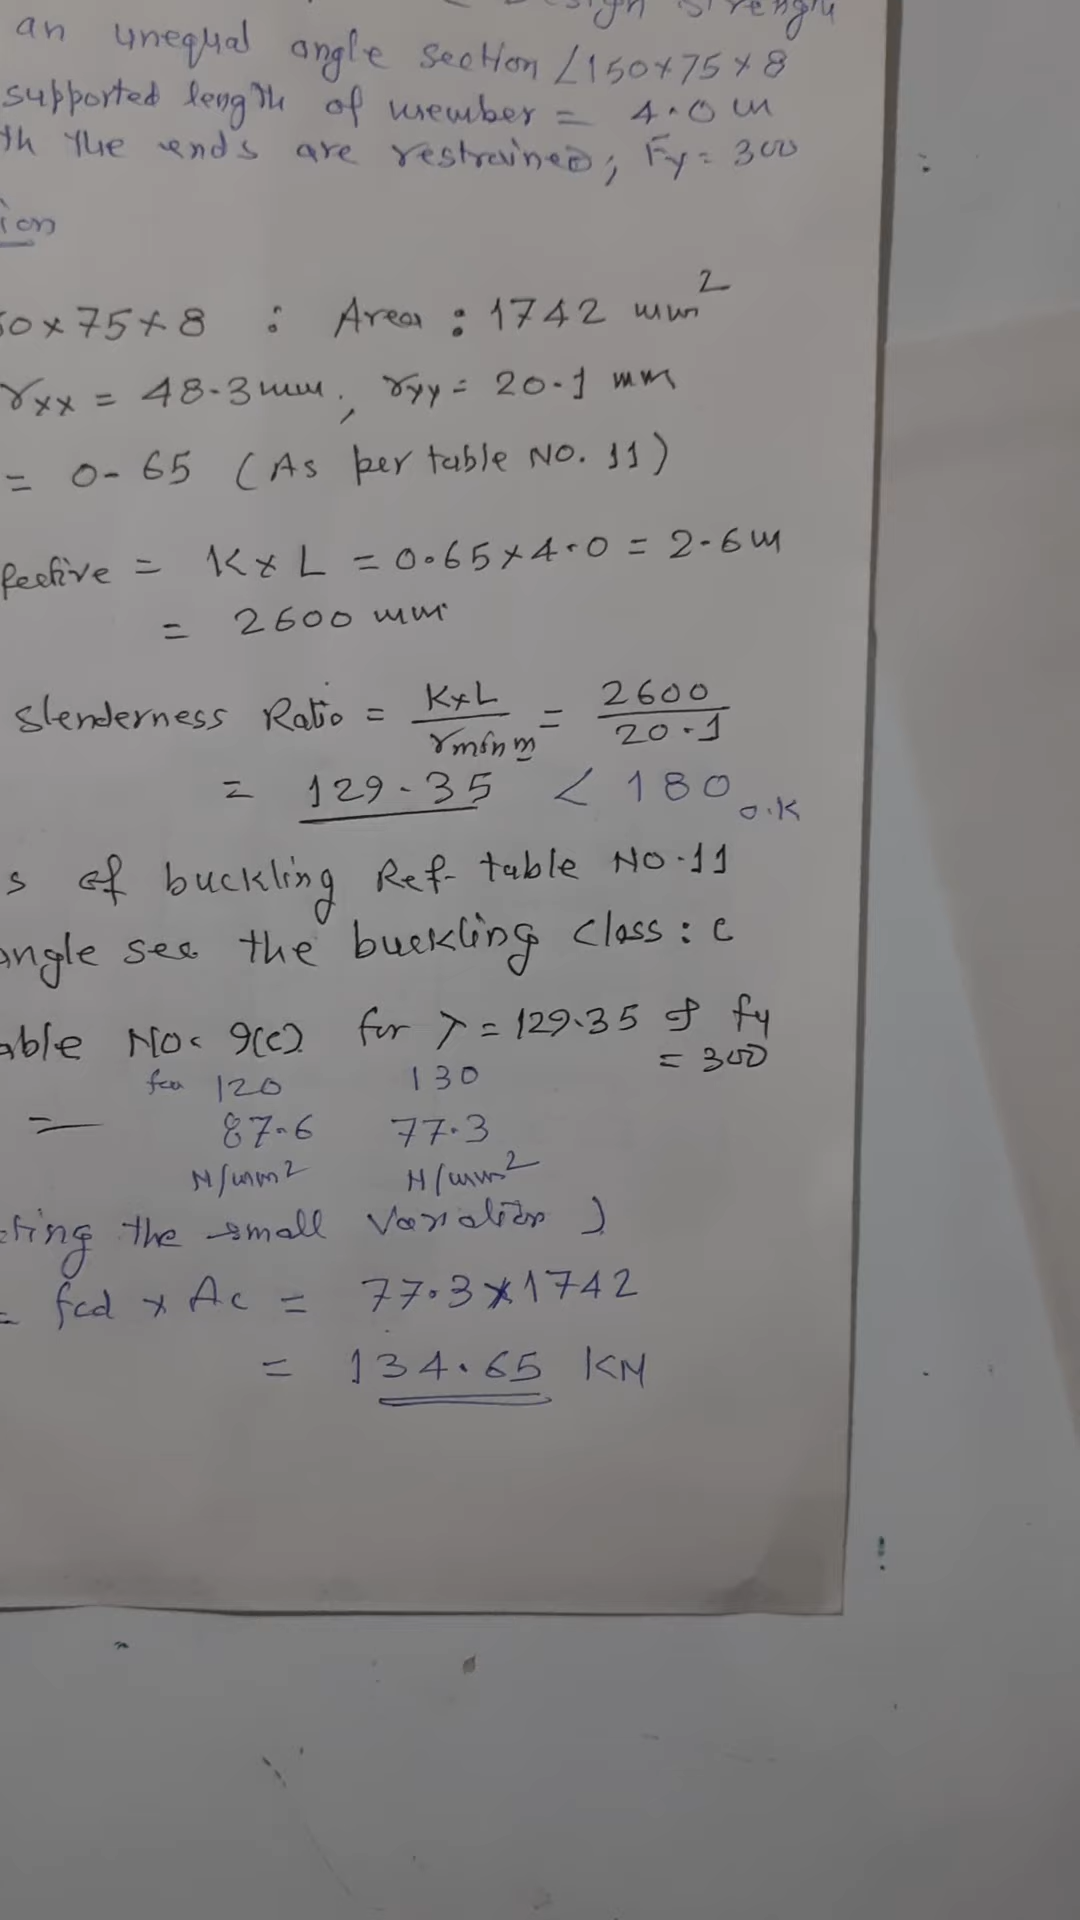 Design Strength
an unequal angle section ∠150×75×8
supported length of member = 4.0 m
th the ends are restrained; Fy = 300
ion
50×75×8 : Area : 1742 mm²
rxx = 48.3 mm, ryy = 20.1 mm
= 0.65 (As per table NO. 11)
ffective = K×L = 0.65×4.0 = 2.6 m
= 2600 mm
Slenderness Ratio = K×L / rminm = 2600 / 20.1
= 129.35 < 180 o.k
s of buckling Ref. table NO.11
angle see the buckling class : c
able NO. 9(c) for λ = 129.35 & fy = 300
for 120 130
= 87.6 77.3
N/mm² N/mm²
cting the small variation )
= fcd × Ac = 77.3×1742
= 134.65 KN